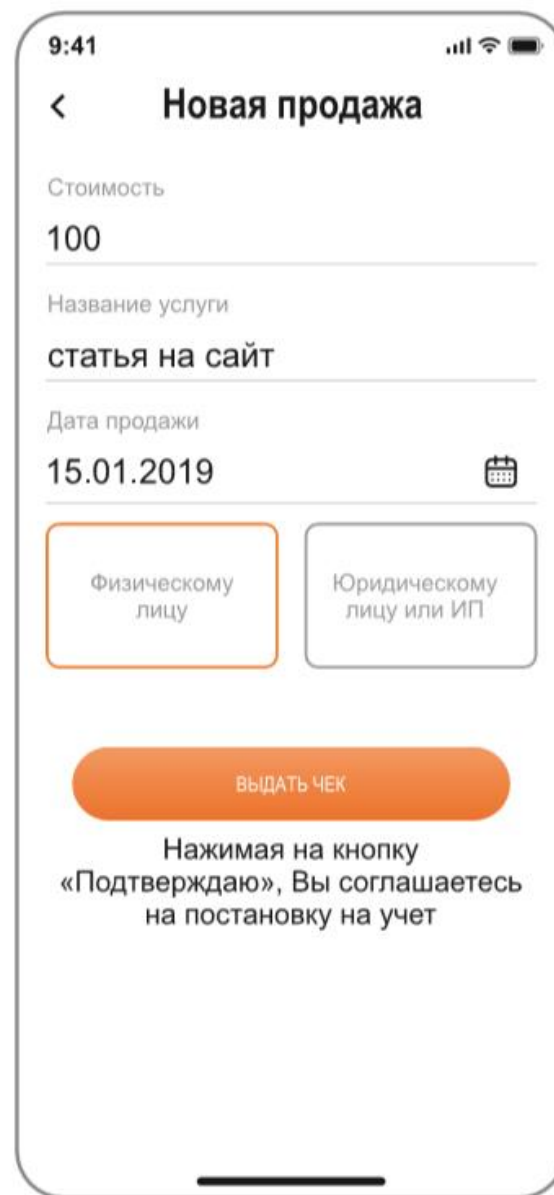 9:41
Новая продажа
Стоимость
100
Название услуги
статья на сайт
Дата продажи
15.01.2019
Физическому
лицу
Юридическому
лицу или ИП
ВЫДАТЬ ЧЕК
Нажимая на кнопку
«Подтверждаю», Вы соглашаетесь
на постановку на учет